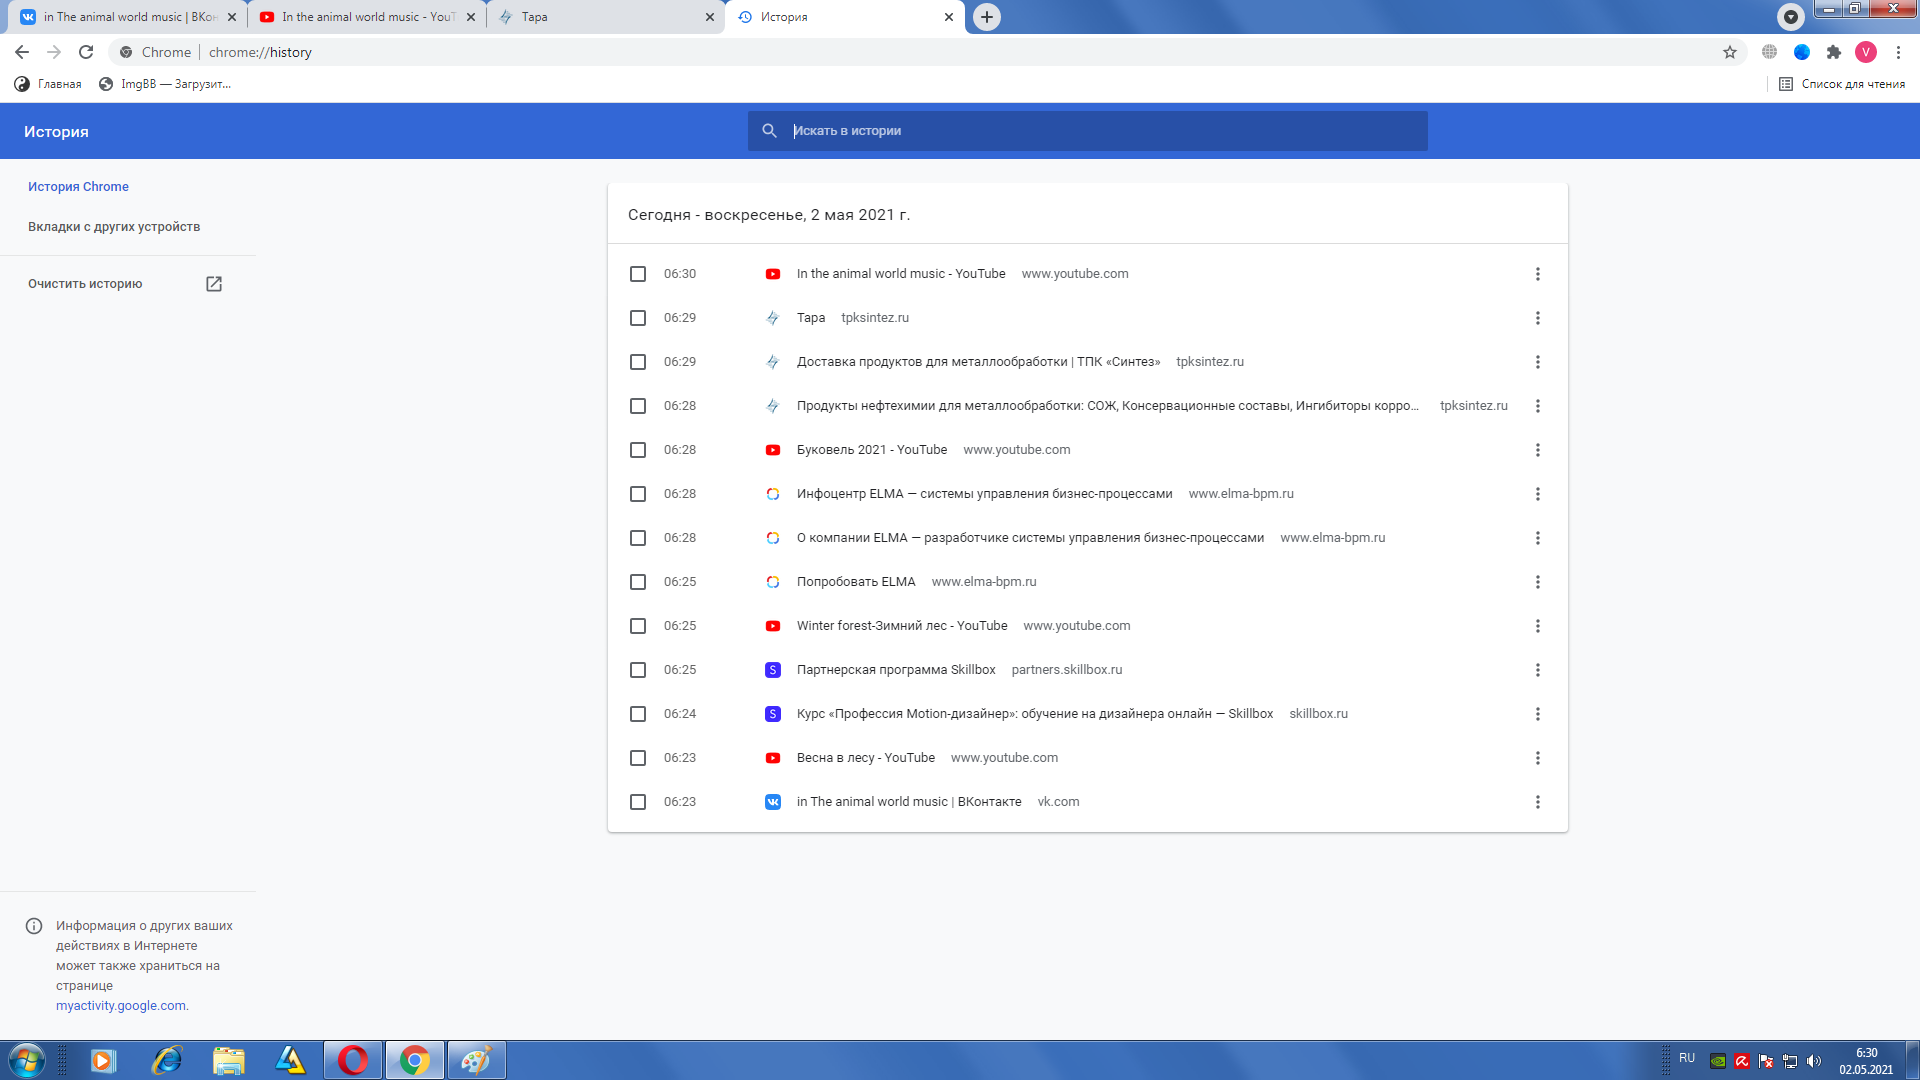 in The animal world music | ВКон
In the animal world music - YouT
Тара
История
Chrome
chrome://history
V
Главная
ImgBB — Загрузит...
Список для чтения
История
Искать в истории
История Chrome
Вкладки с других устройств
Очистить историю
Сегодня - воскресенье, 2 мая 2021 г.
06:30 In the animal world music - YouTube www.youtube.com
06:29 Тара tpksintez.ru
06:29 Доставка продуктов для металлообработки | ТПК «Синтез» tpksintez.ru
06:28 Продукты нефтехимии для металлообработки: СОЖ, Консервационные составы, Ингибиторы корро... tpksintez.ru
06:28 Буковель 2021 - YouTube www.youtube.com
06:28 Инфоцентр ELMA — системы управления бизнес-процессами www.elma-bpm.ru
06:28 О компании ELMA — разработчике системы управления бизнес-процессами www.elma-bpm.ru
06:25 Попробовать ELMA www.elma-bpm.ru
06:25 Winter forest-Зимний лес - YouTube www.youtube.com
06:25 S Партнерская программа Skillbox partners.skillbox.ru
06:24 S Курс «Профессия Motion-дизайнер»: обучение на дизайнера онлайн — Skillbox skillbox.ru
06:23 Весна в лесу - YouTube www.youtube.com
06:23 in The animal world music | ВКонтакте vk.com
Информация о других ваших
действиях в Интернете
может также храниться на
странице
myactivity.google.com.
RU
6:30
02.05.2021